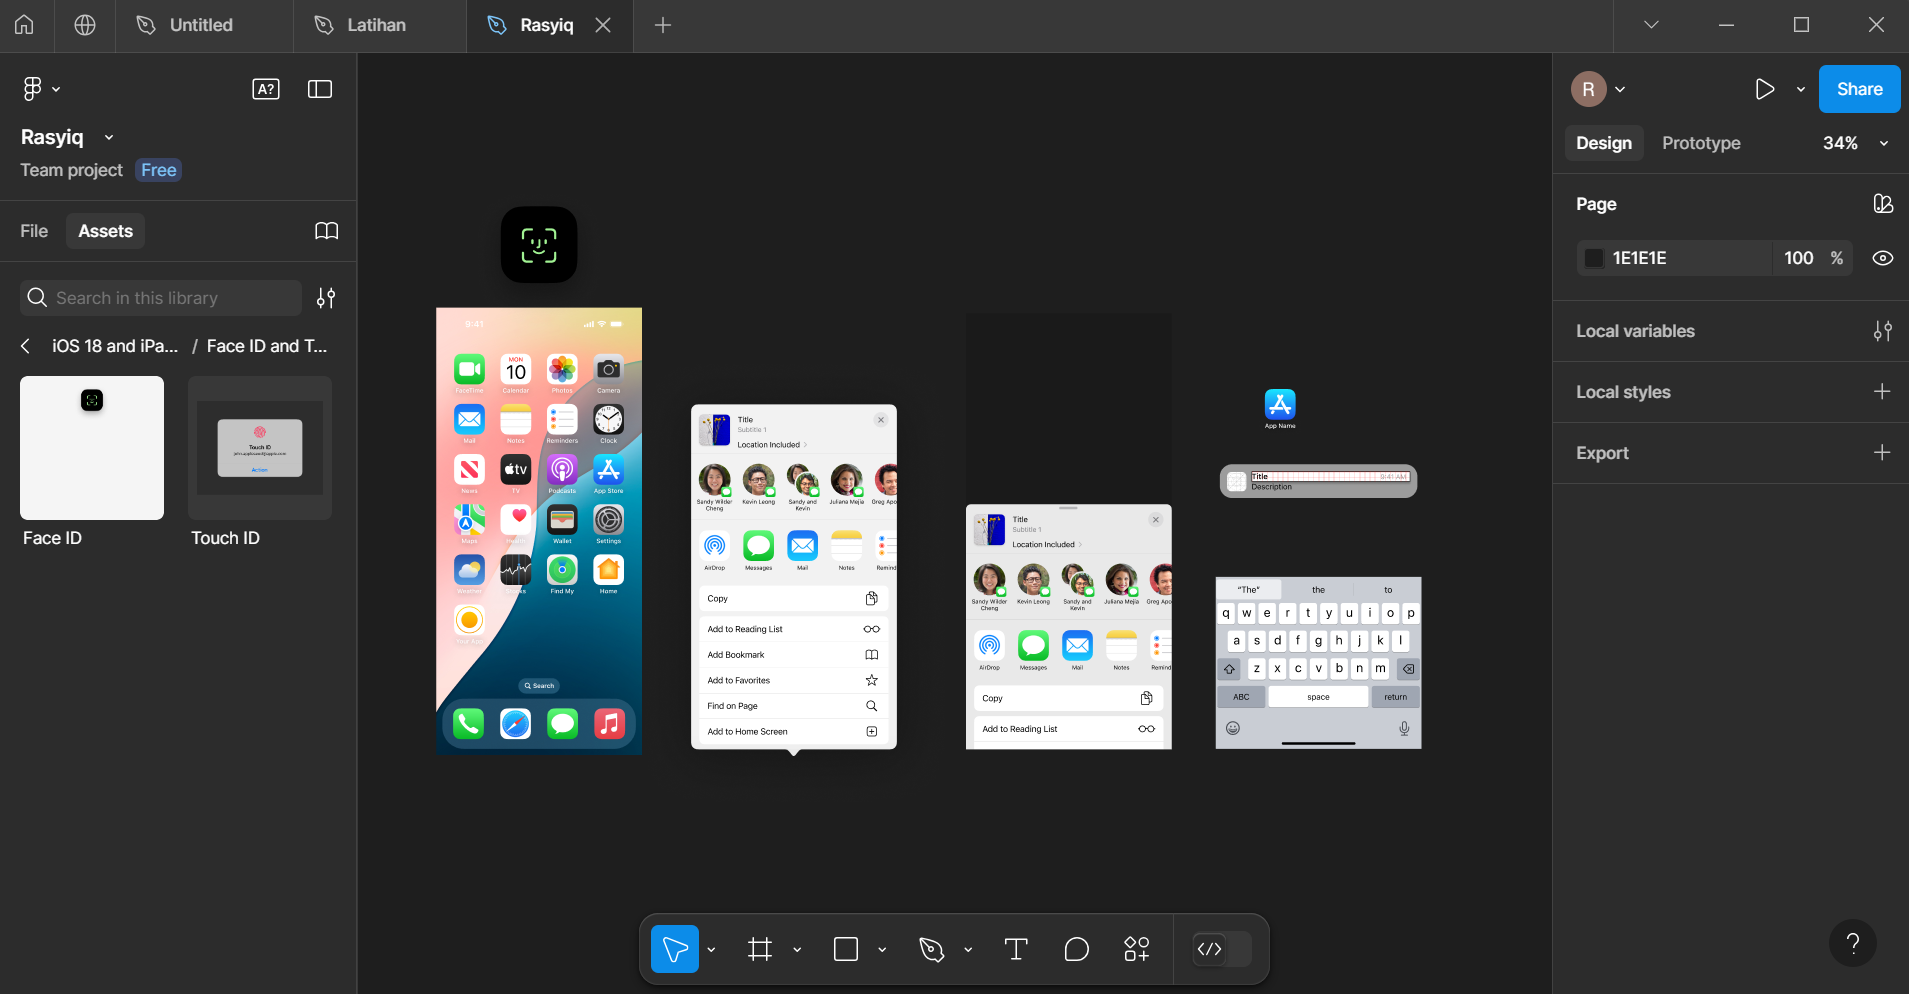 Untitled
Latihan
Rasyiq
A?
Rasyiq
Team project Free
File Assets
Search in this library
iOS 18 and iPa... / Face ID and T...
Touch ID
Action
Face ID
Touch ID
9:41
MON
10
FaceTime Calendar Photos Camera
Mail Notes Reminders Clock
tv
News TV Podcasts App Store
Maps Health Wallet Settings
Weather Stocks Find My Home
Your App
Search
Title
Subtitle 1
Location Included
Sandy Wilder Cheng
Kevin Leong
Sandy and Kevin
Juliana Mejia
Greg Apo
AirDrop Messages Mail Notes Remind
Copy
Add to Reading List
Add Bookmark
Add to Favorites
Find on Page
Add to Home Screen
Title
Subtitle 1
Location Included
Sandy Wilder Cheng
Kevin Leong
Sandy and Kevin
Juliana Mejia
Greg Apo
AirDrop Messages Mail Notes Remind
Copy
Add to Reading List
App Name
Title 9:41 AM
Description
“The” the to
q w e r t y u i o p
a s d f g h j k l
z x c v b n m
ABC space return
R
Share
Design Prototype 34%
Page
1E1E1E 100 %
Local variables
Local styles
Export
T
?